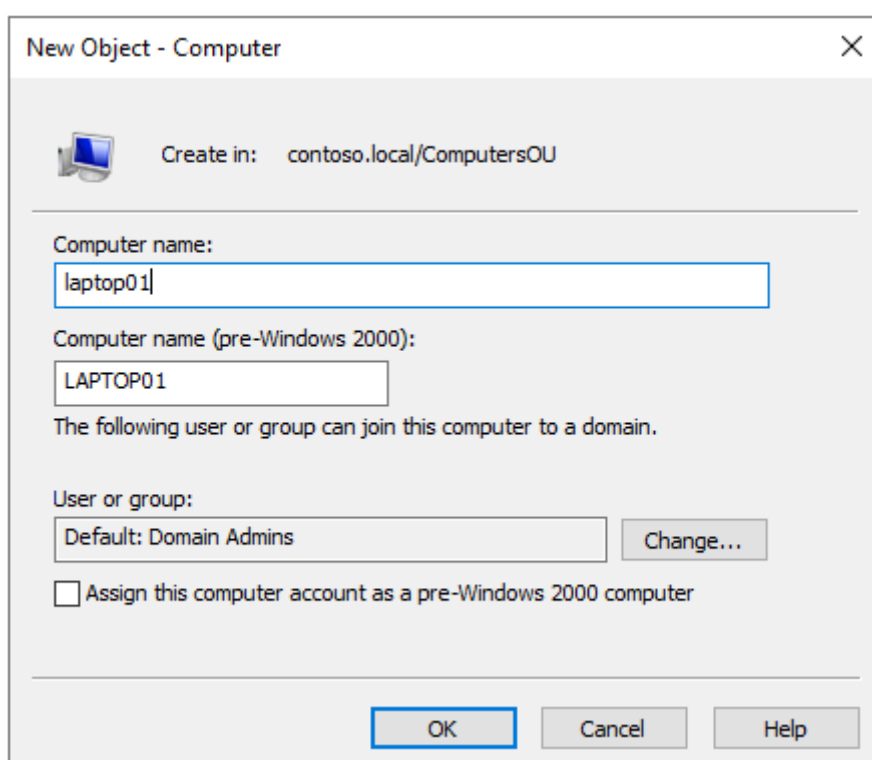 New Object - Computer
Create in: contoso.local/ComputersOU
Computer name:
laptop01
Computer name (pre-Windows 2000):
LAPTOP01
The following user or group can join this computer to a domain.
User or group:
Default: Domain Admins
Change...
Assign this computer account as a pre-Windows 2000 computer
OK Cancel Help